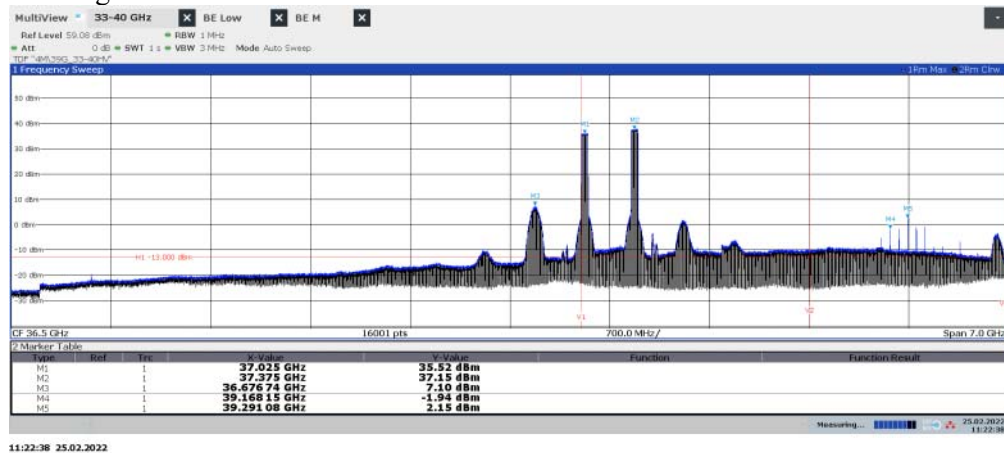 MultiView 33-40 GHz BE Low BE M
Ref Level 59.08 dBm RBW 1 MHz
Att 0 dB SWT 1 s VBW 3 MHz Mode Auto Sweep
TDF "4M\39G_33-40HV"
1 Frequency Sweep 1Rm Max 2Rm Clrw
50 dBm
40 dBm
30 dBm
20 dBm
10 dBm
0 dBm
-10 dBm
-20 dBm
-30 dBm
H1 -13.000 dBm
M1
M2
M3
M4
M5
V1
V2
CF 36.5 GHz 16001 pts 700.0 MHz/ Span 7.0 GHz
2 Marker Table
Type Ref Trc X-Value Y-Value Function Function Result
M1 1 37.025 GHz 35.52 dBm
M2 1 37.375 GHz 37.15 dBm
M3 1 36.676 74 GHz 7.10 dBm
M4 1 39.168 15 GHz -1.94 dBm
M5 1 39.291 08 GHz 2.15 dBm
Measuring... 25.02.2022
11:22:38
11:22:38 25.02.2022